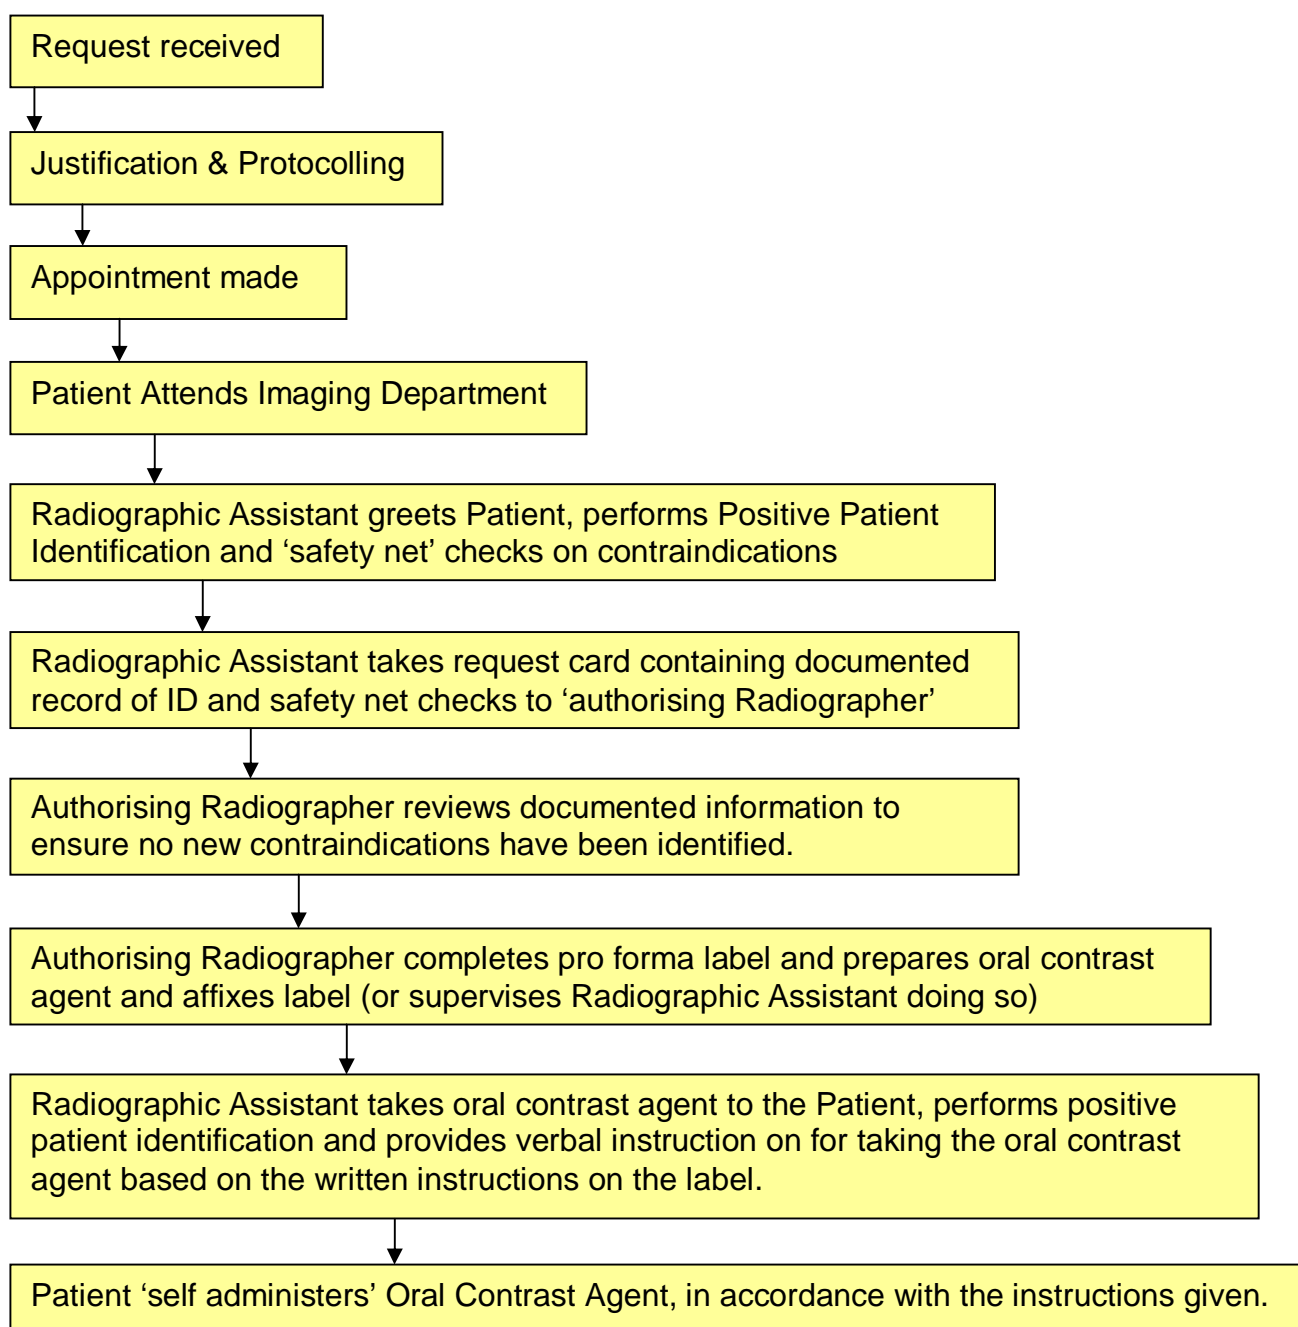 Request received
Justification & Protocolling
Appointment made
Patient Attends Imaging Department
Radiographic Assistant greets Patient, performs Positive Patient
Identification and ‘safety net’ checks on contraindications
Radiographic Assistant takes request card containing documented
record of ID and safety net checks to ‘authorising Radiographer’
Authorising Radiographer reviews documented information to
ensure no new contraindications have been identified.
Authorising Radiographer completes pro forma label and prepares oral contrast
agent and affixes label (or supervises Radiographic Assistant doing so)
Radiographic Assistant takes oral contrast agent to the Patient, performs positive
patient identification and provides verbal instruction on for taking the oral contrast
agent based on the written instructions on the label.
Patient ‘self administers’ Oral Contrast Agent, in accordance with the instructions given.